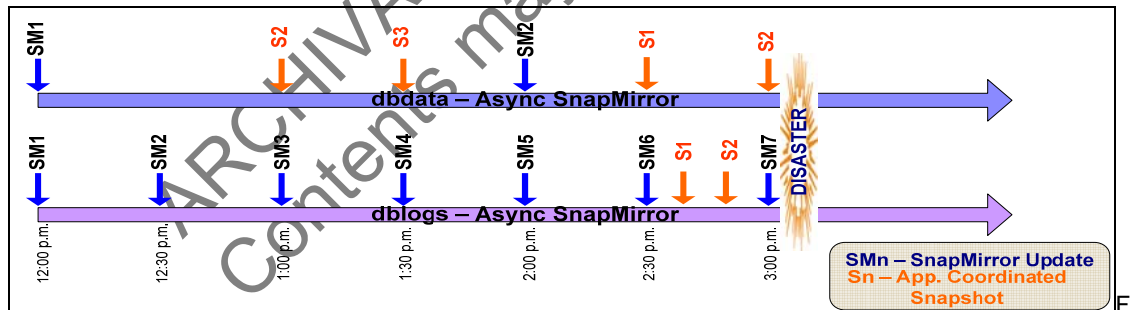 SM1 S2 S3 SM2 S1 S2
dbdata – Async SnapMirror
SM1 SM2 SM3 SM4 SM5 SM6 S1 S2 SM7
DISASTER
dblogs – Async SnapMirror
12:00 p.m. 12:30 p.m. 1:00 p.m. 1:30 p.m. 2:00 p.m. 2:30 p.m. 3:00 p.m.
SMn – SnapMirror Update
Sn – App. Coordinated
Snapshot
ARCHIVA
Contents may